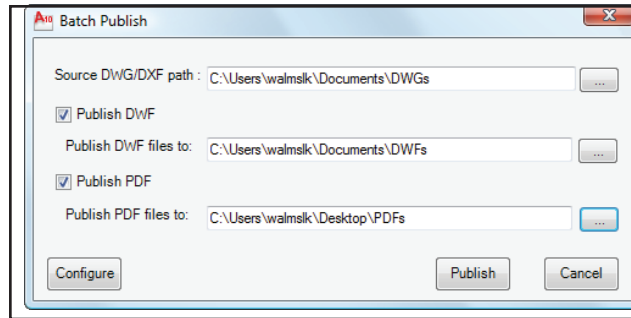 A10 Batch Publish
Source DWG/DXF path : C:\Users\walmslk\Documents\DWGs ...
Publish DWF
Publish DWF files to: C:\Users\walmslk\Documents\DWFs ...
Publish PDF
Publish PDF files to: C:\Users\walmslk\Desktop\PDFs ...
Configure Publish Cancel